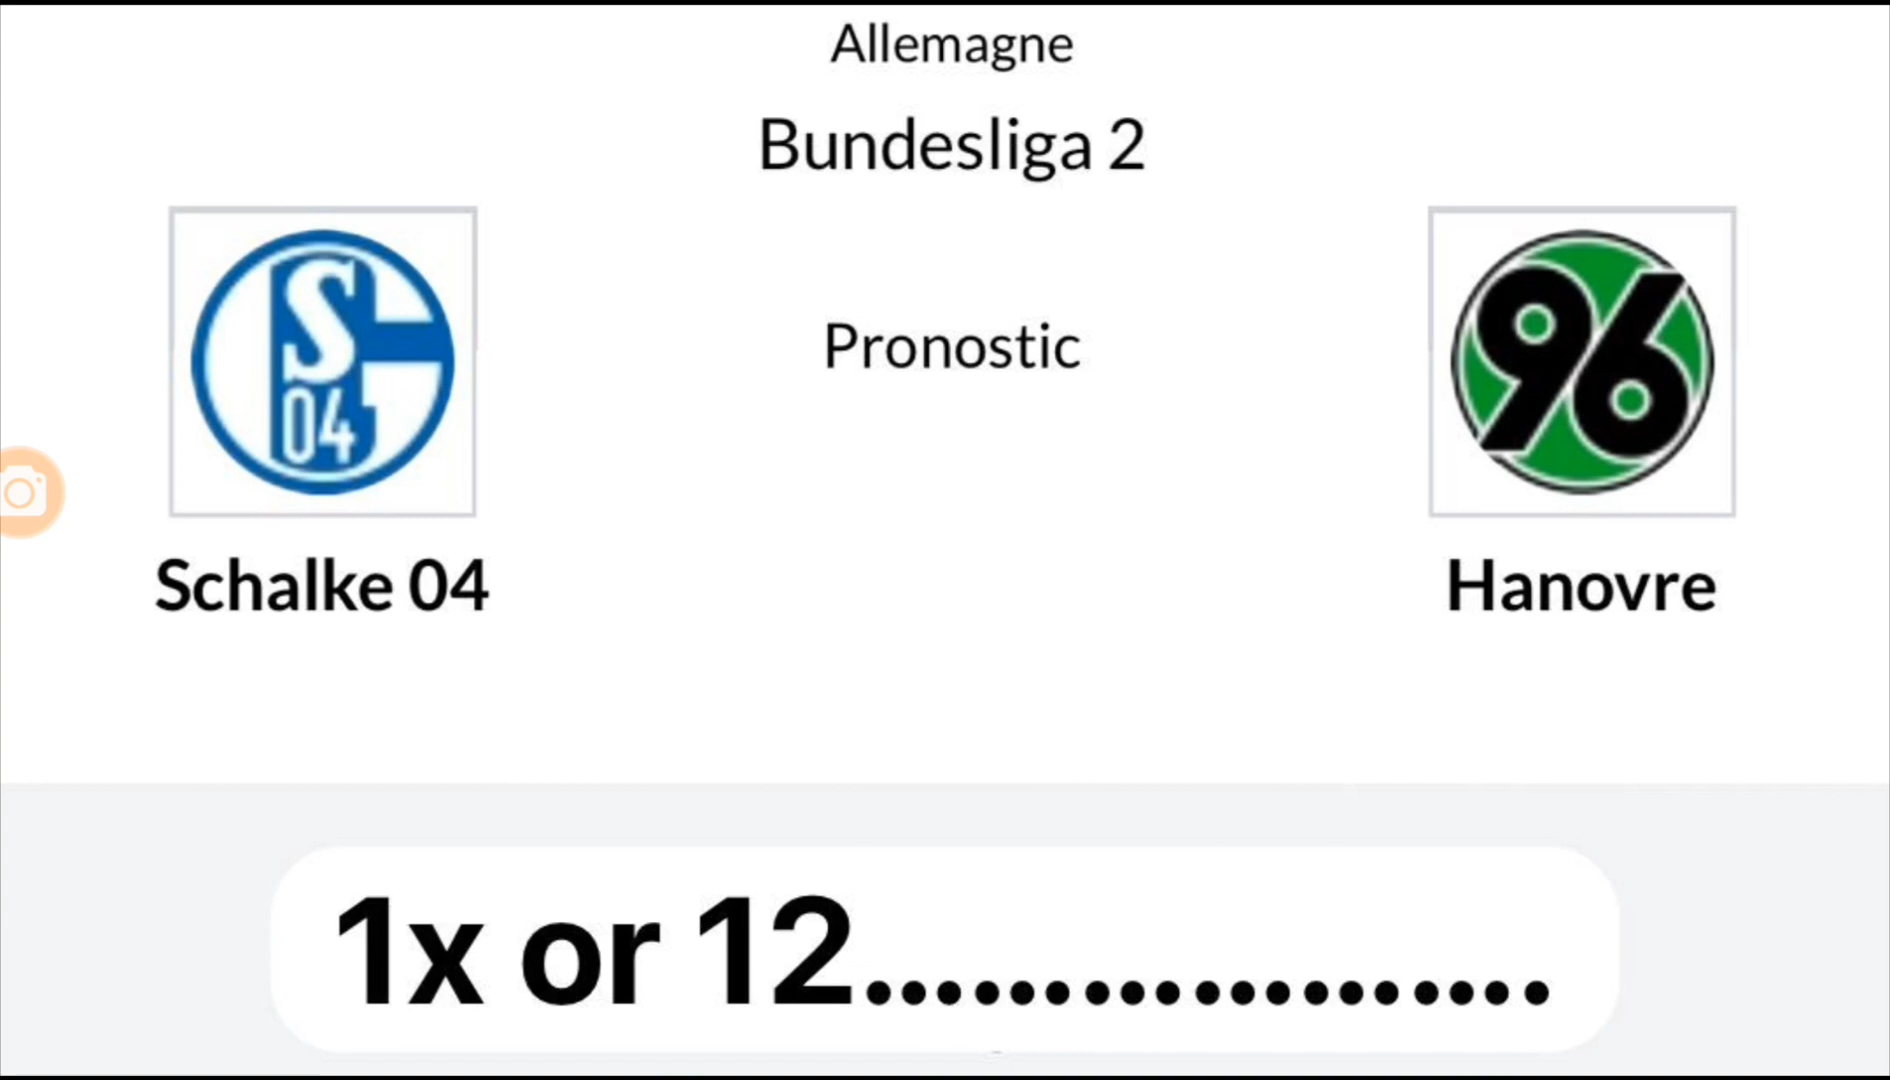 Allemagne
Bundesliga 2
S
04
96
Pronostic
Schalke 04
Hanovre
1x or 12...................